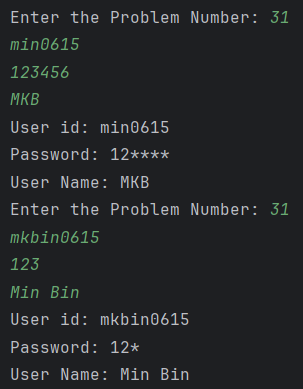 Enter the Problem Number: 31
min0615
123456
MKB
User id: min0615
Password: 12****
User Name: MKB
Enter the Problem Number: 31
mkbin0615
123
Min Bin
User id: mkbin0615
Password: 12*
User Name: Min Bin